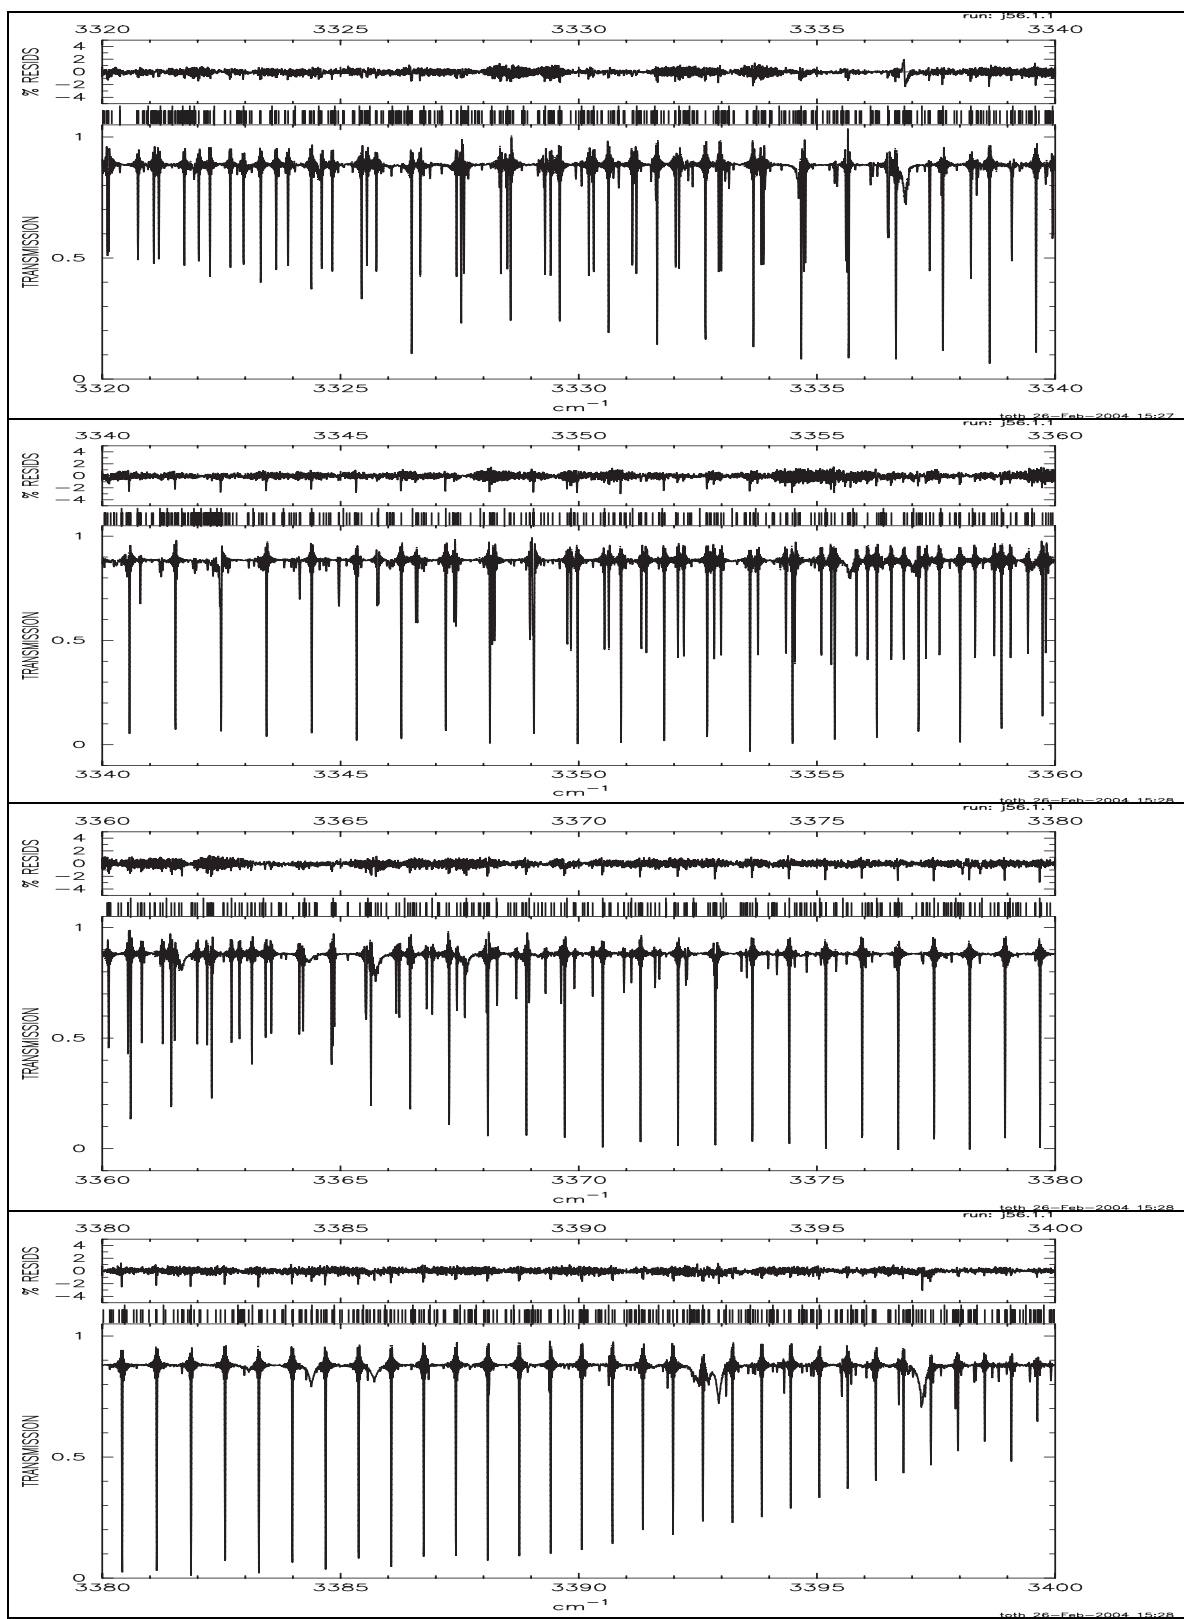 run: j56.1.1
3320 3325 3330 3335 3340
% RESIDS
4
2
0
−2
−4
TRANSMISSION
1
0.5
0
3320 3325 3330 3335 3340
cm−1
toth 26-Feb-2004 15:27
run: j56.1.1
3340 3345 3350 3355 3360
% RESIDS
4
2
0
−2
−4
TRANSMISSION
1
0.5
0
3340 3345 3350 3355 3360
cm−1
toth 26-Feb-2004 15:28
run: j56.1.1
3360 3365 3370 3375 3380
% RESIDS
4
2
0
−2
−4
TRANSMISSION
1
0.5
0
3360 3365 3370 3375 3380
cm−1
toth 26-Feb-2004 15:28
run: j56.1.1
3380 3385 3390 3395 3400
% RESIDS
4
2
0
−2
−4
TRANSMISSION
1
0.5
0
3380 3385 3390 3395 3400
cm−1
toth 26-Feb-2004 15:28